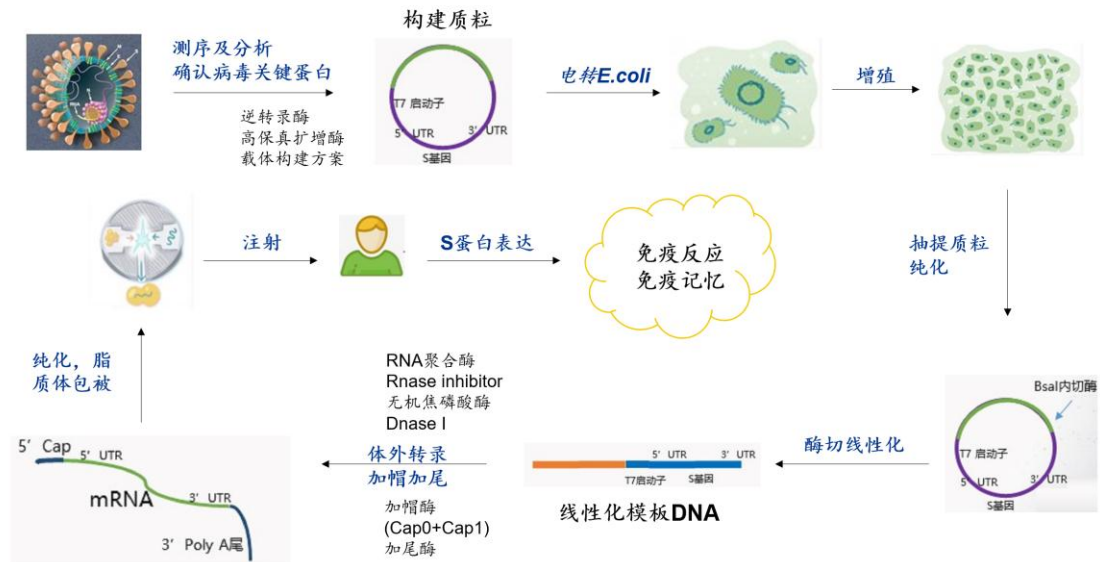 测序及分析
确认病毒关键蛋白
逆转录酶
高保真扩增酶
载体构建方案
构建质粒
T7 启动子
5' UTR
3' UTR
S基因
电转E.coli
增殖
抽提质粒
纯化
BsaI内切酶
T7 启动子
5' UTR
3' UTR
S基因
酶切线性化
5' UTR
3' UTR
T7启动子
S基因
线性化模板DNA
RNA聚合酶
Rnase inhibitor
无机焦磷酸酶
Dnase I
体外转录
加帽加尾
加帽酶
(Cap0+Cap1)
加尾酶
5' Cap
5' UTR
mRNA
3' UTR
3' Poly A尾
纯化，脂
质体包被
注射
S蛋白表达
免疫反应
免疫记忆